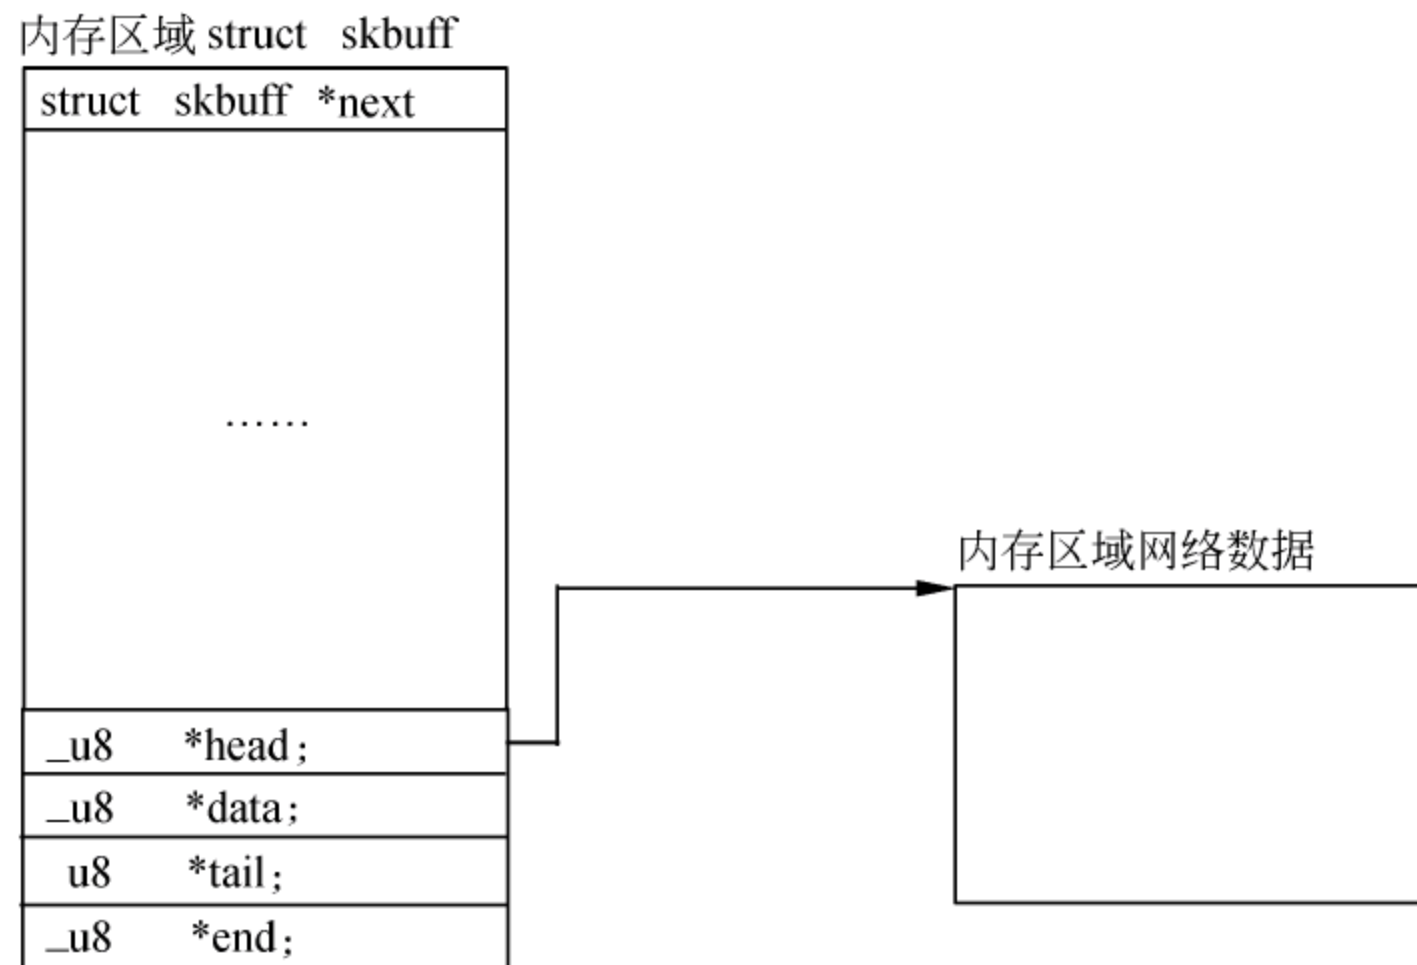 内存区域 struct skbuff
struct skbuff *next
……
内存区域网络数据
_u8 *head;
_u8 *data;
u8 *tail;
_u8 *end;